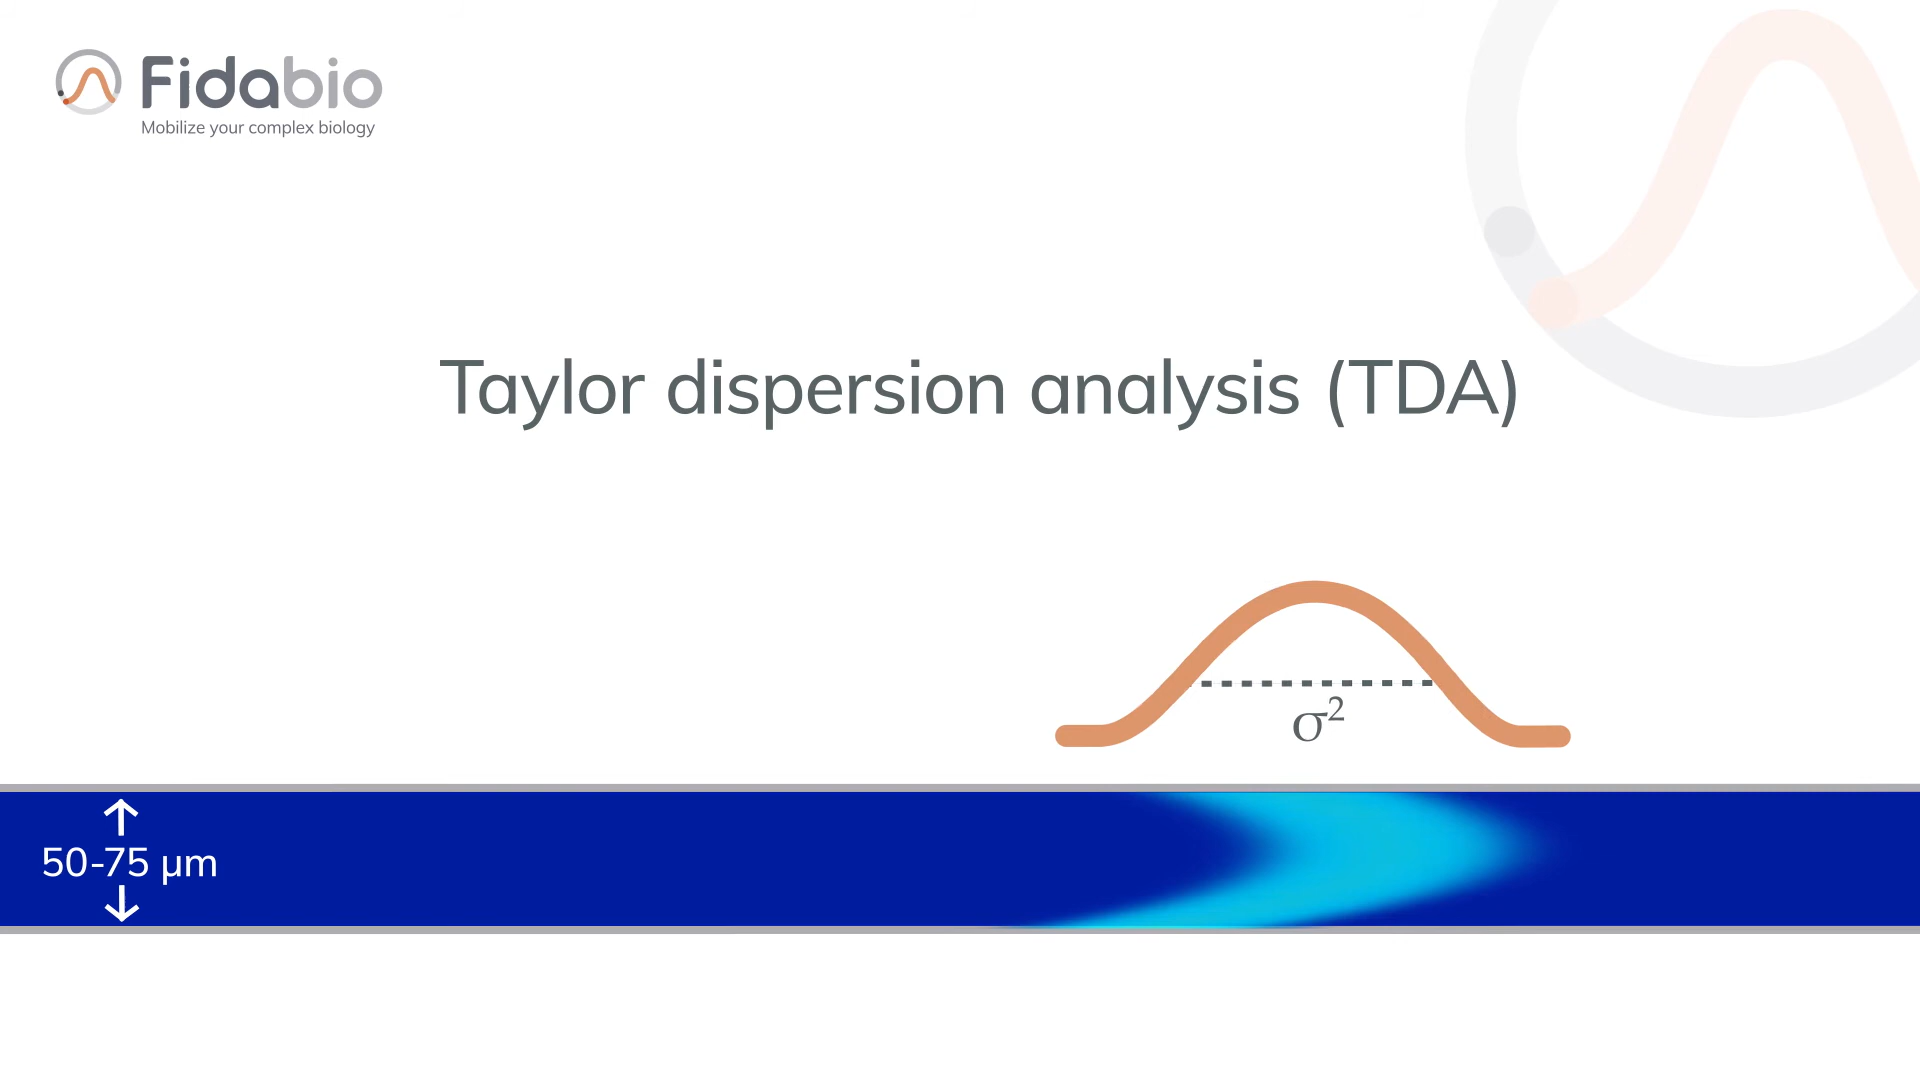 Fidabio
Mobilize your complex biology
Taylor dispersion analysis (TDA)
σ²
50-75 µm